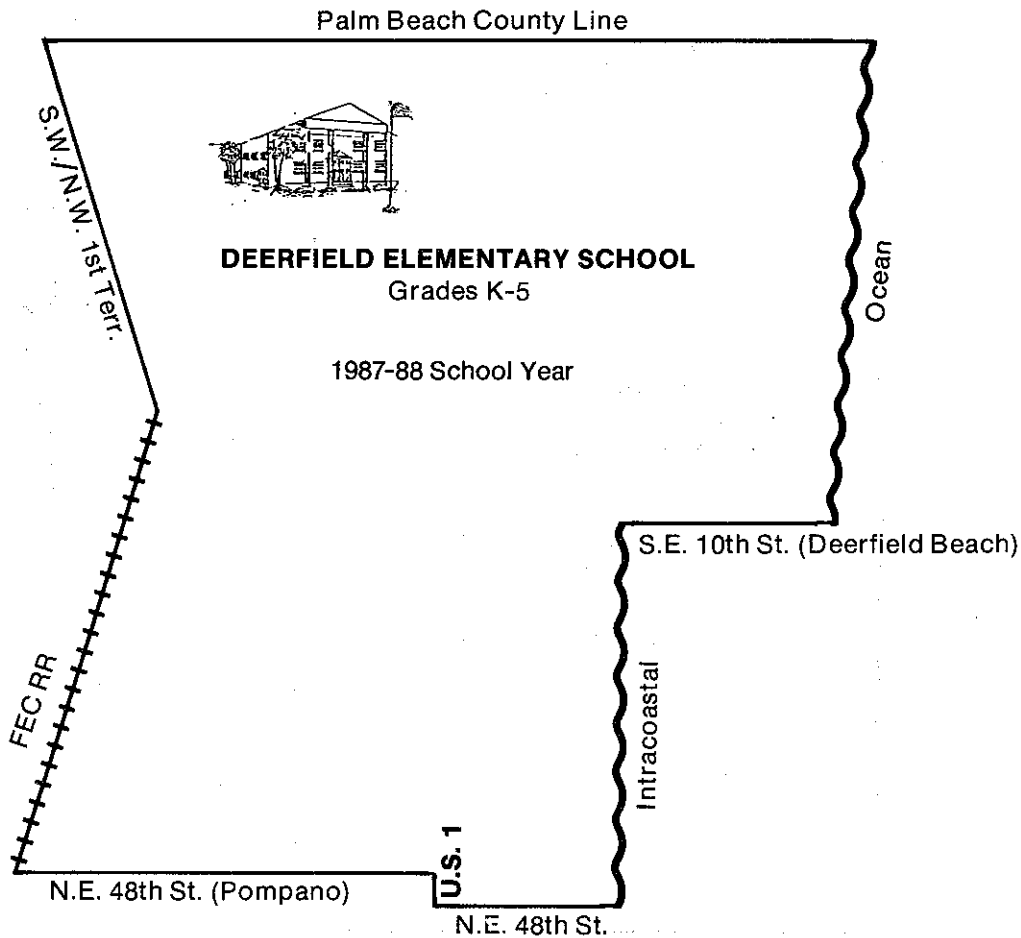 Palm Beach County Line
S.W./N.W. 1st Terr.
DEERFIELD ELEMENTARY SCHOOL
Grades K-5
Ocean
1987-88 School Year
S.E. 10th St. (Deerfield Beach)
FEC RR
Intracoastal
U.S. 1
N.E. 48th St. (Pompano)
N.E. 48th St.